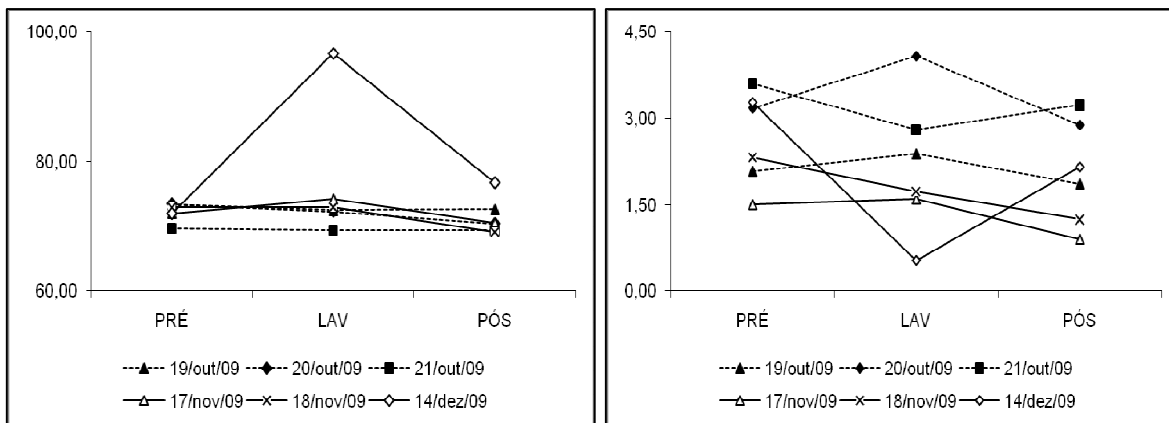 100,00
80,00
60,00
PRÉ LAV PÓS
19/out/09 20/out/09 21/out/09
17/nov/09 18/nov/09 14/dez/09
4,50
3,00
1,50
0,00
PRÉ LAV PÓS
19/out/09 20/out/09 21/out/09
17/nov/09 18/nov/09 14/dez/09